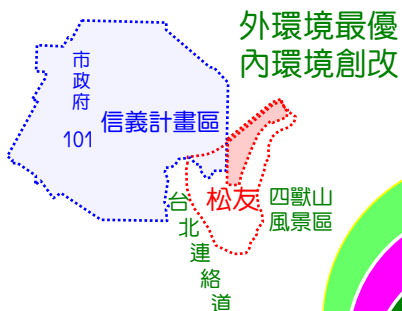 外環境最優
內環境創改
市政府
信義計畫區
101
松友
四獸山
風景區
台北連絡道